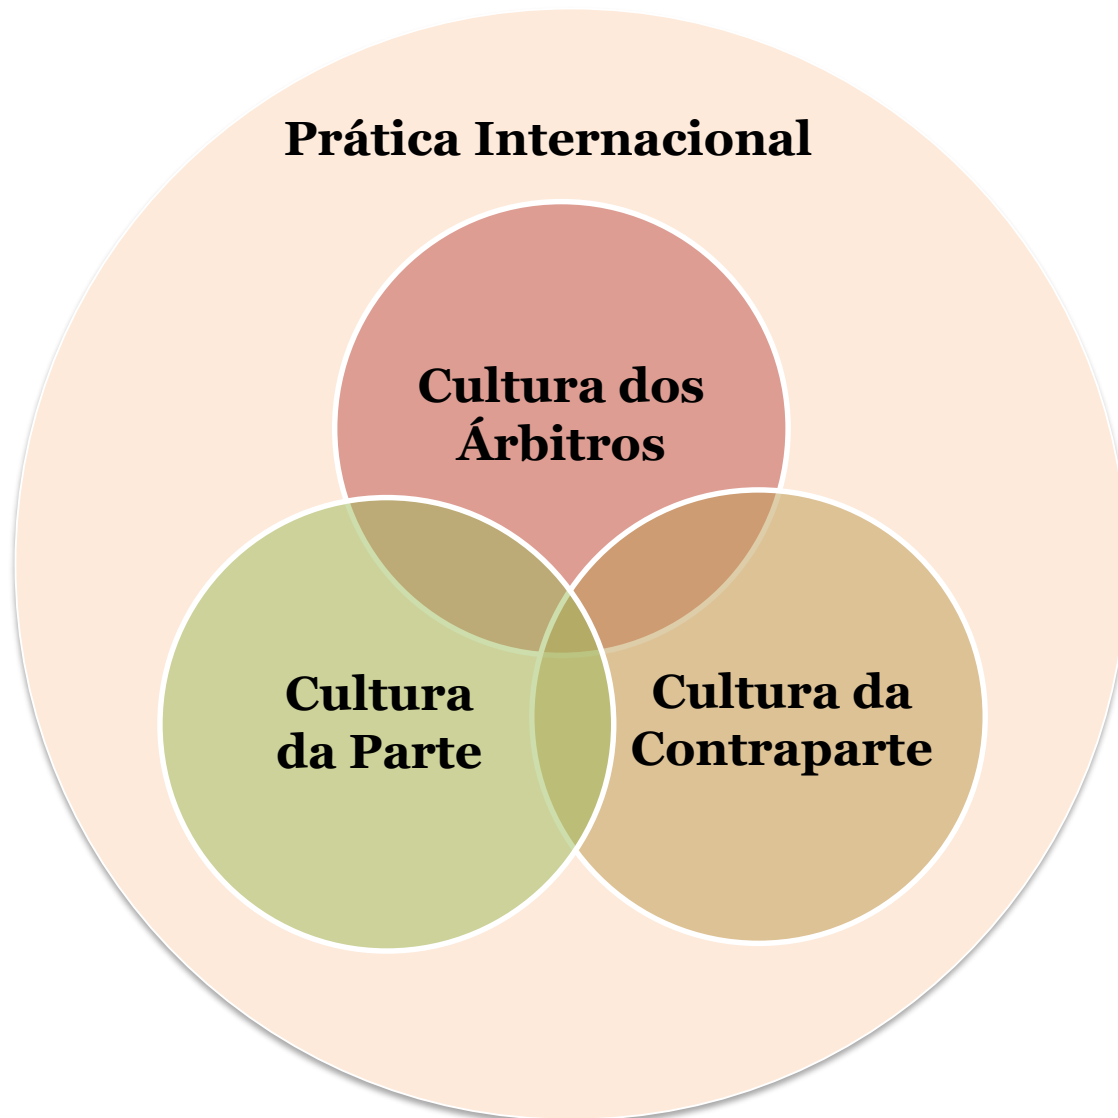 Prática Internacional
Cultura dos
Árbitros
Cultura
da Parte
Cultura da
Contraparte